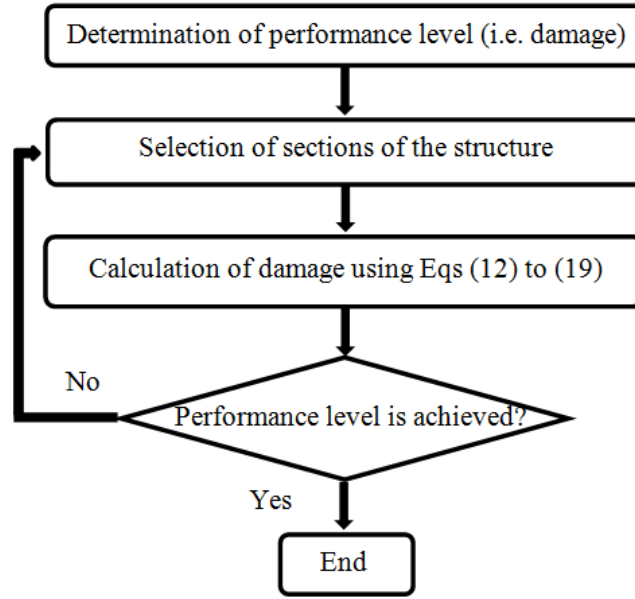 Determination of performance level (i.e. damage)
Selection of sections of the structure
Calculation of damage using Eqs (12) to (19)
No
Performance level is achieved?
Yes
End